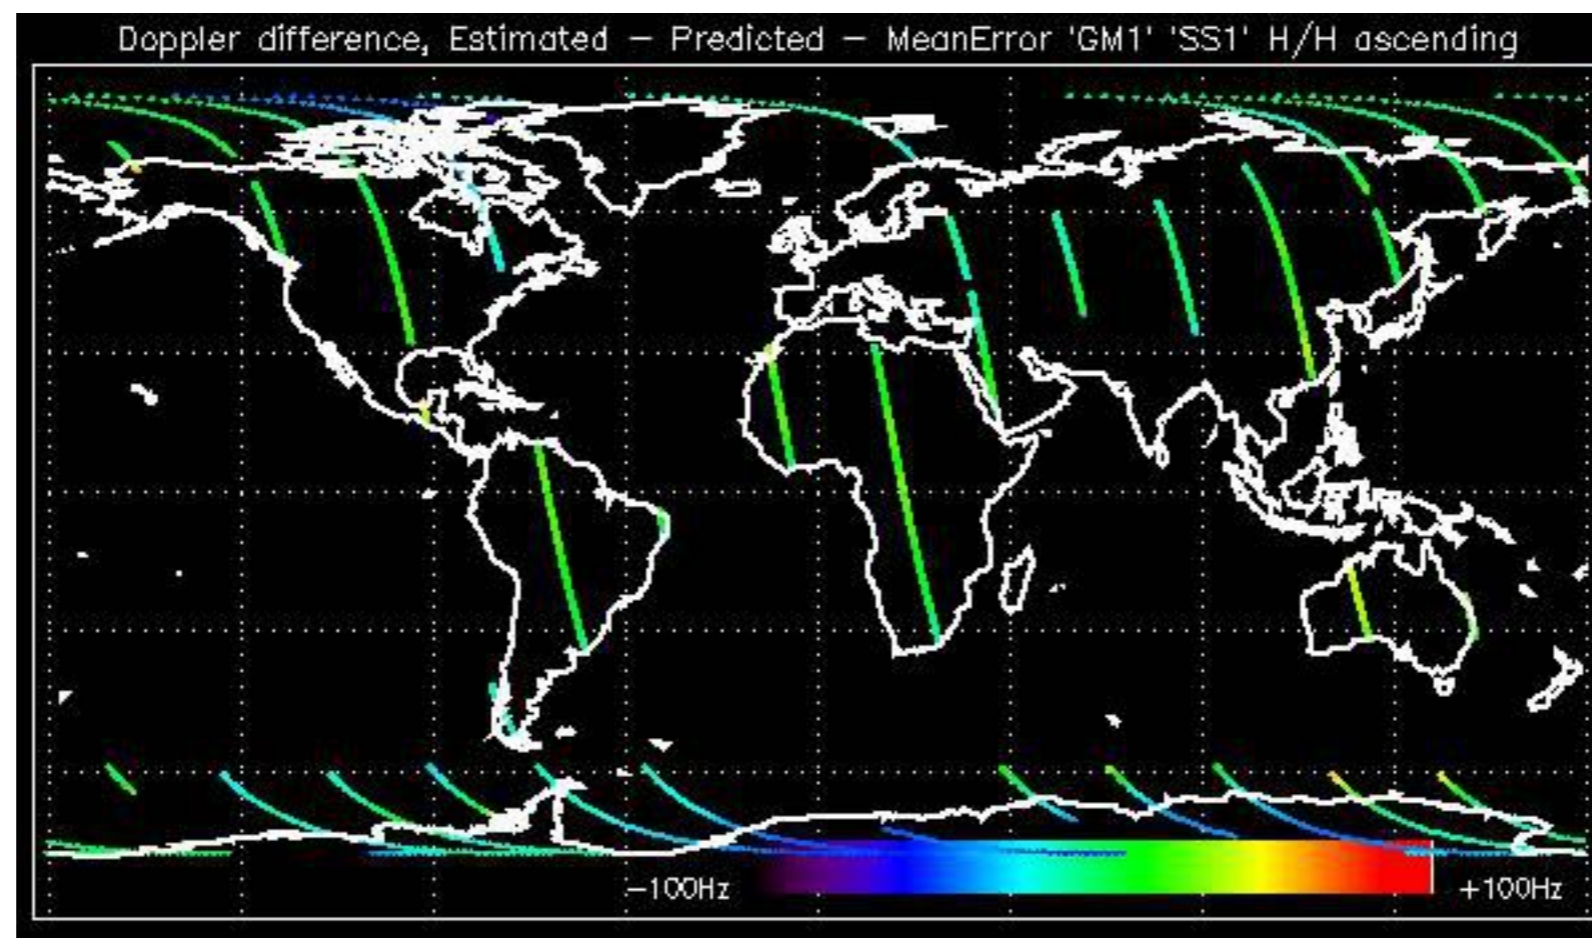 Doppler difference, Estimated − Predicted − MeanError 'GM1' 'SS1' H/H ascending
−100Hz
+100Hz